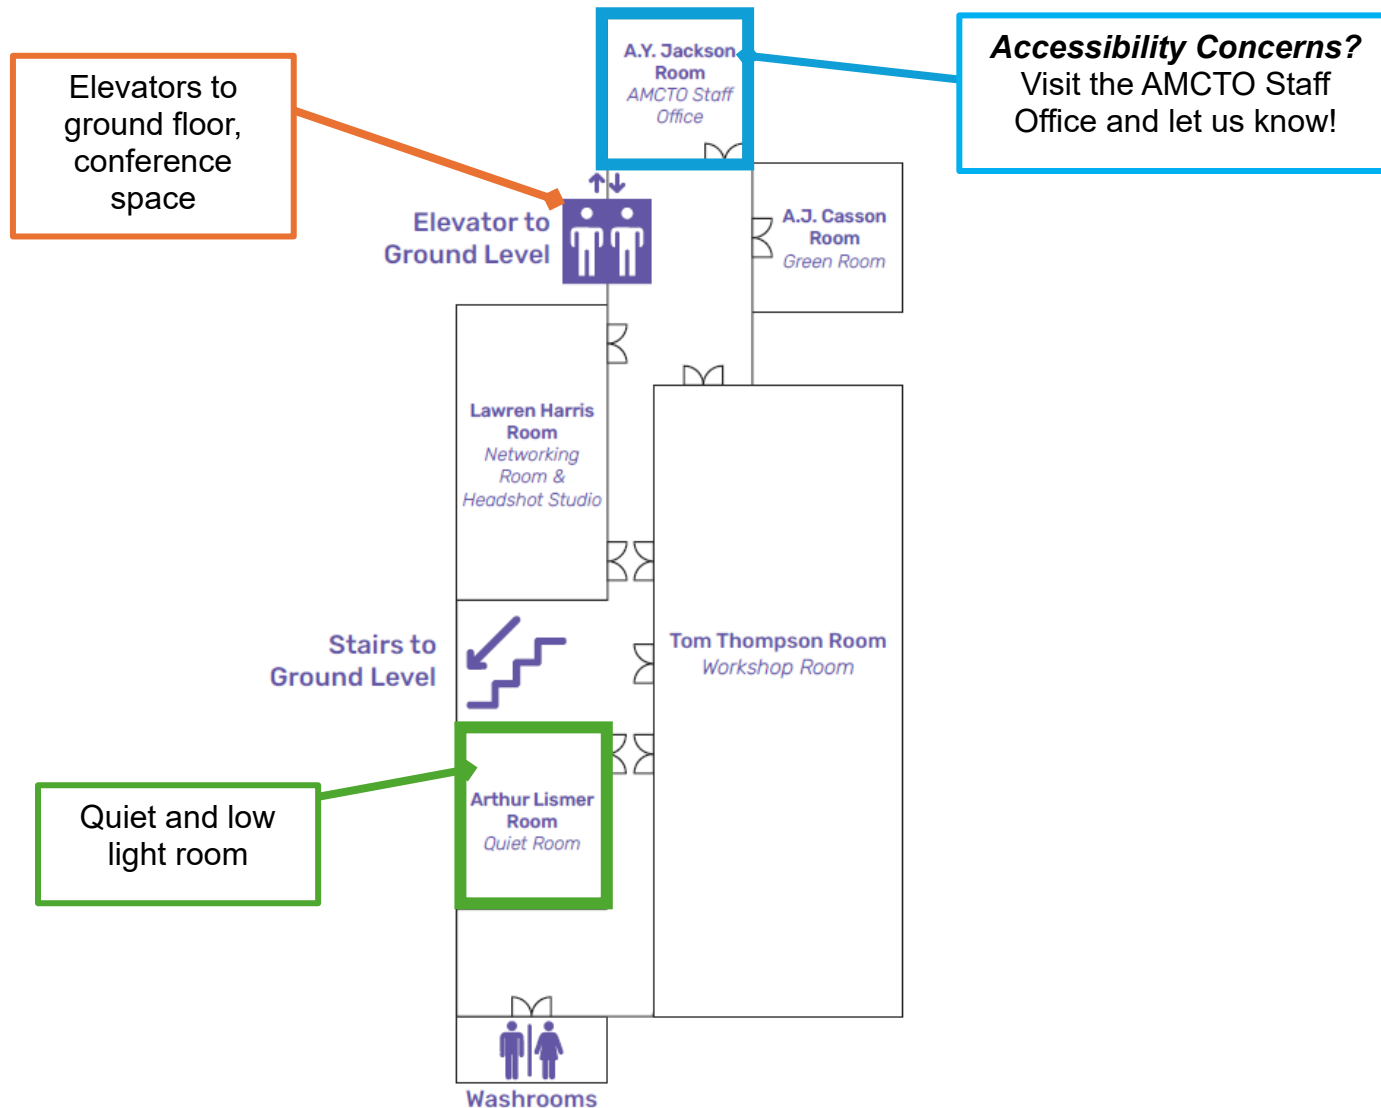 Elevators to
ground floor,
conference
space
A.Y. Jackson
Room
AMCTO Staff
Office
Accessibility Concerns?
Visit the AMCTO Staff
Office and let us know!
Elevator to
Ground Level
A.J. Casson
Room
Green Room
Lawren Harris
Room
Networking
Room &
Headshot Studio
Stairs to
Ground Level
Tom Thompson Room
Workshop Room
Quiet and low
light room
Arthur Lismer
Room
Quiet Room
Washrooms